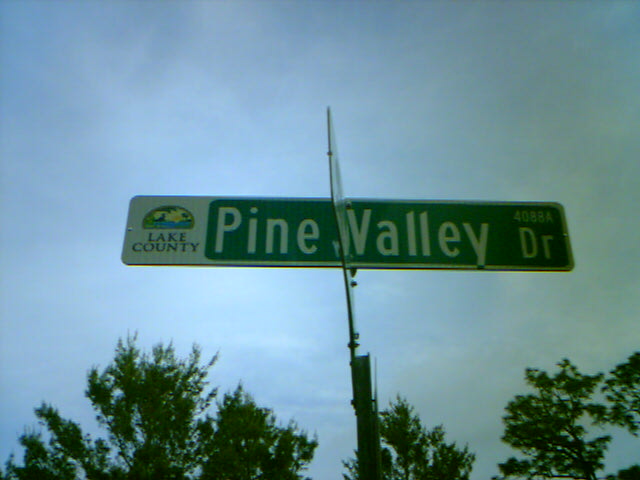 LAKE
COUNTY
Pine Valley Dr
4088A